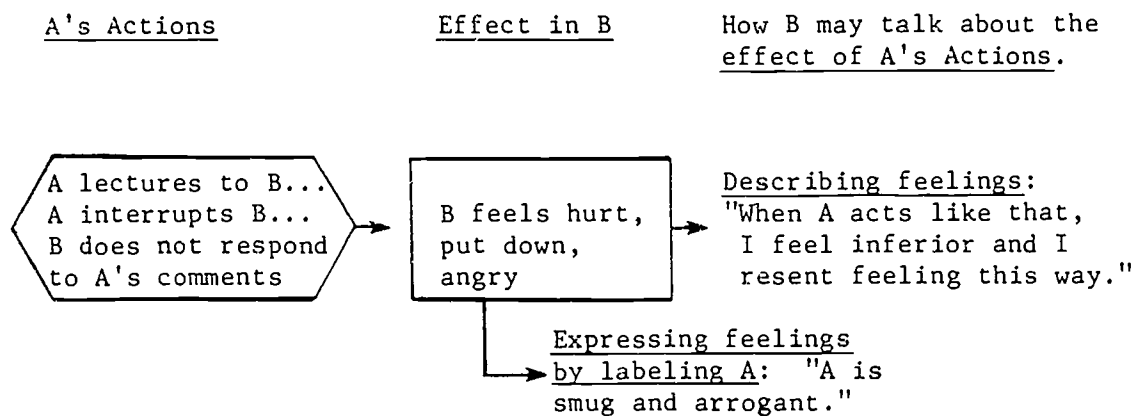 A's Actions
Effect in B
How B may talk about the
effect of A's Actions.
A lectures to B...
A interrupts B...
B does not respond
to A's comments
B feels hurt,
put down,
angry
Describing feelings:
"When A acts like that,
I feel inferior and I
resent feeling this way."
Expressing feelings
by labeling A: "A is
smug and arrogant."